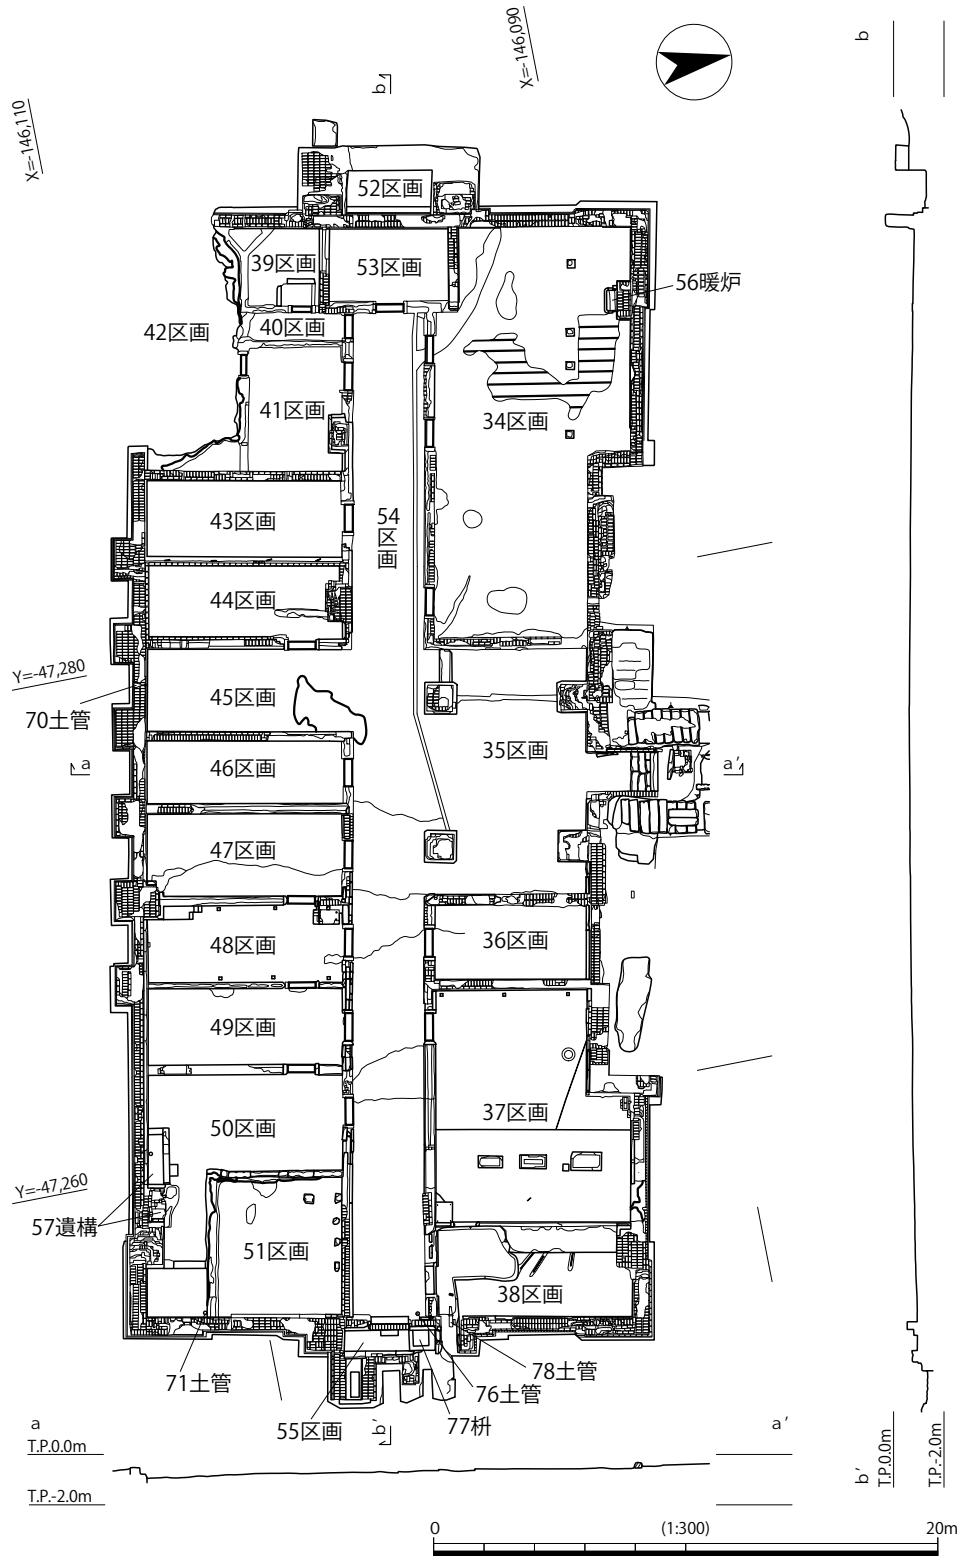 X=-146,110
X=-146,090
b
b
52区画
39区画
53区画
56暖炉
42区画
40区画
41区画
34区画
43区画
54区画
44区画
Y=-47,280
70土管
45区画
35区画
a
46区画
a'
47区画
48区画
36区画
49区画
37区画
50区画
Y=-47,260
57遺構
51区画
38区画
71土管
78土管
76土管
55区画
77枡
b'
a
a'
T.P.0.0m
T.P.-2.0m
b'
T.P.0.0m
T.P.-2.0m
0
(1:300)
20m